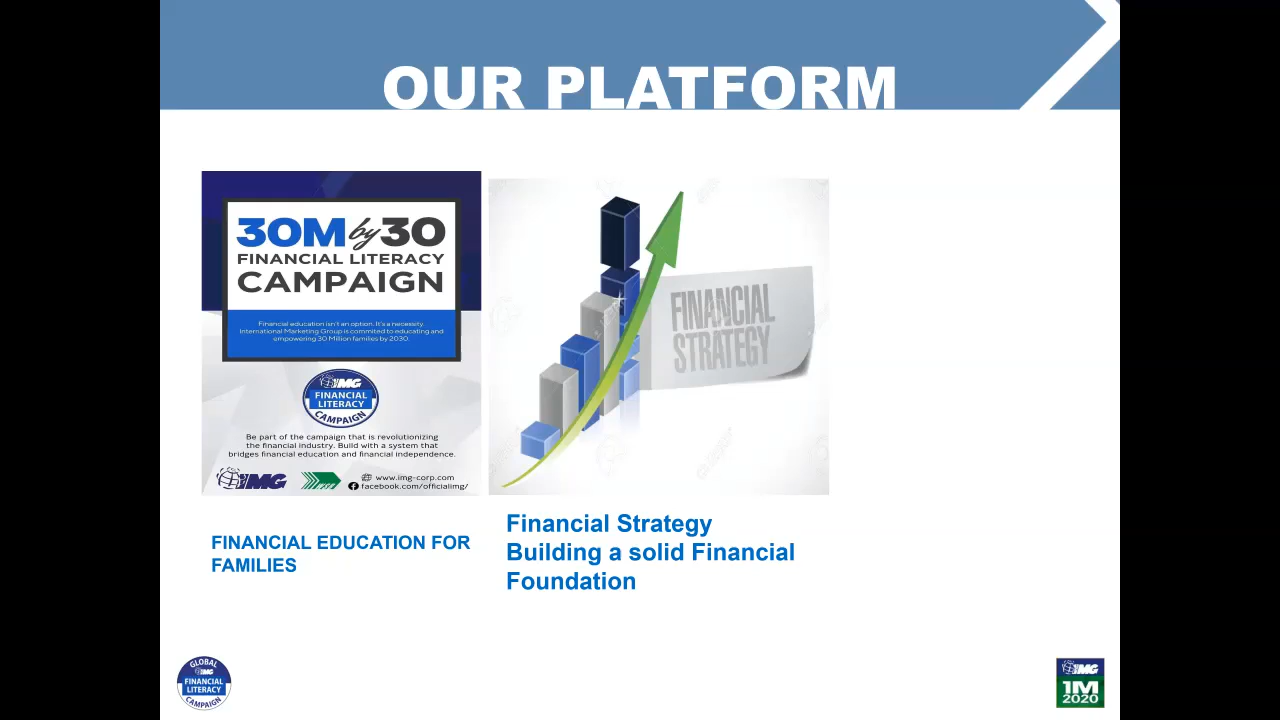 OUR PLATFORM
30M by 30
FINANCIAL LITERACY
CAMPAIGN
Financial education isn't an option. It's a necessity.
International Marketing Group is commited to educating and
empowering 30 Million families by 2030.
IMG
FINANCIAL
LITERACY
CAMPAIGN
Be part of the campaign that is revolutionizing
the financial industry. Build with a system that
bridges financial education and financial independence.
IMG
www.img-corp.com
facebook.com/officialimg/
FINANCIAL
STRATEGY
FINANCIAL EDUCATION FOR
FAMILIES
Financial Strategy
Building a solid Financial
Foundation
GLOBAL
IMG
FINANCIAL
LITERACY
CAMPAIGN
IMG
1M
2020